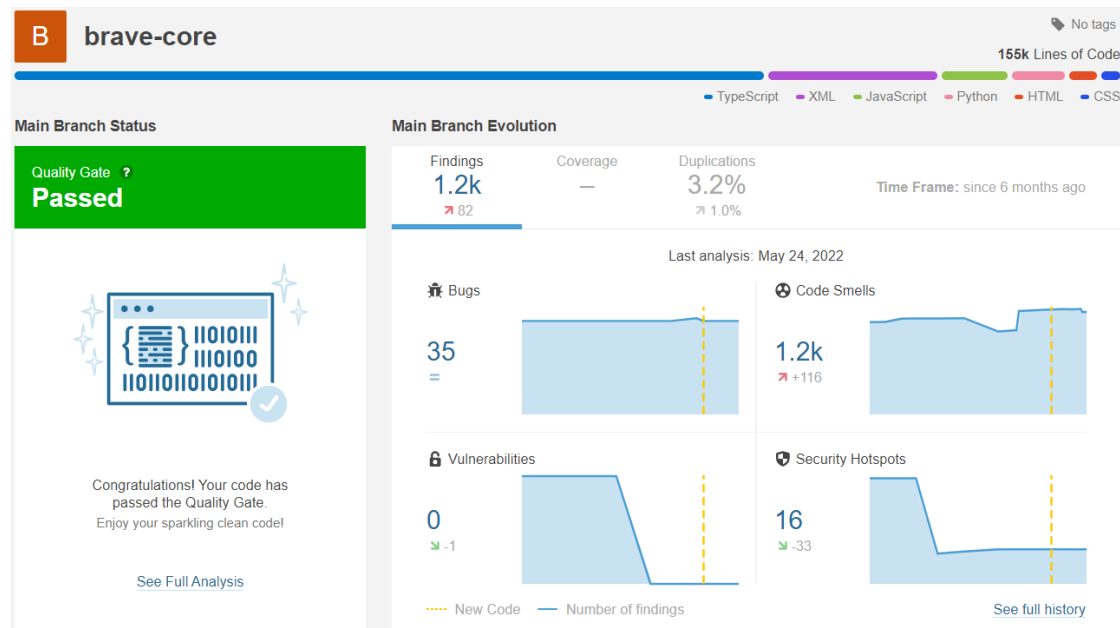 B
brave-core
No tags
155k Lines of Code
TypeScript XML JavaScript Python HTML CSS
Main Branch Status
Quality Gate ?
Passed
{ } 11010111
1110100
11011011010101111
Congratulations! Your code has
passed the Quality Gate.
Enjoy your sparkling clean code!
See Full Analysis
Main Branch Evolution
Findings
1.2k
82
Coverage
—
Duplications
3.2%
1.0%
Time Frame: since 6 months ago
Last analysis: May 24, 2022
Bugs
35
=
Code Smells
1.2k
+116
Vulnerabilities
0
-1
Security Hotspots
16
-33
New Code Number of findings
See full history